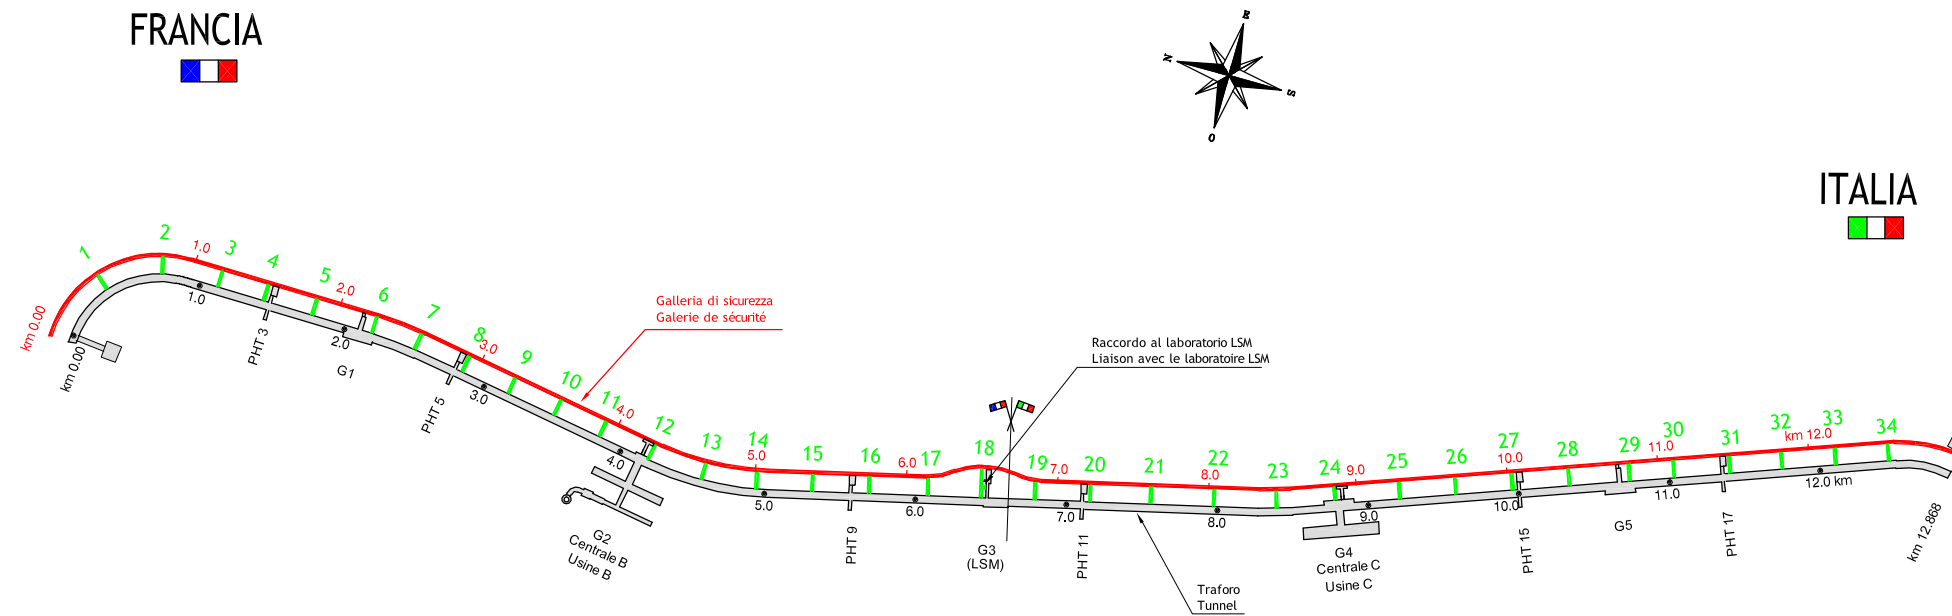 FRANCIA
E
N
S
O
ITALIA
1
2
3
4
5
6
7
8
9
10
11
12
13
14
15
16
17
18
19
20
21
22
23
24
25
26
27
28
29
30
31
32
33
34
km 0.00
1.0
2.0
3.0
4.0
5.0
6.0
7.0
8.0
9.0
10.0
11.0
km 12.0
Galleria di sicurezza
Galerie de sécurité
Raccordo al laboratorio LSM
Liaison avec le laboratoire LSM
km 0.00
1.0
2.0
3.0
4.0
5.0
6.0
7.0
8.0
9.0
10.0
11.0
12.0 km
km 12.868
PHT 3
G1
PHT 5
G2
Centrale B
Usine B
PHT 9
G3
(LSM)
PHT 11
G4
Centrale C
Usine C
PHT 15
G5
PHT 17
Traforo
Tunnel